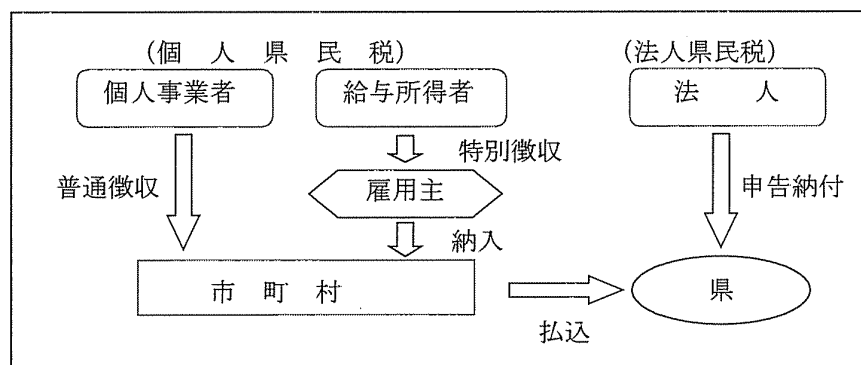 （個　人　県　民　税）　（法人県民税）
個人事業者　給与所得者　法　　人
特別徴収
普通徴収　雇用主　申告納付
納入
市　町　村　県
払込